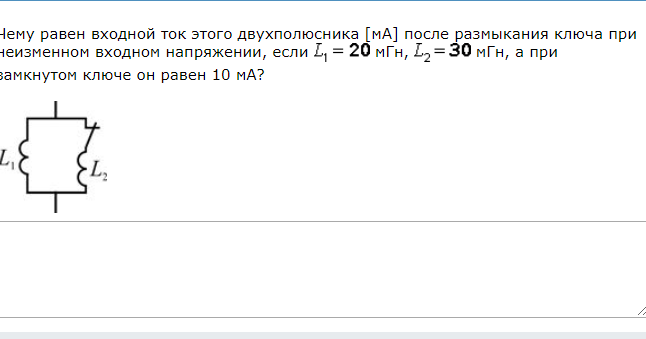 Чему равен входной ток этого двухполюсника [мА] после размыкания ключа при
неизменном входном напряжении, если L₁ = 20 мГн, L₂ = 30 мГн, а при
замкнутом ключе он равен 10 мА?
L₁
L₂